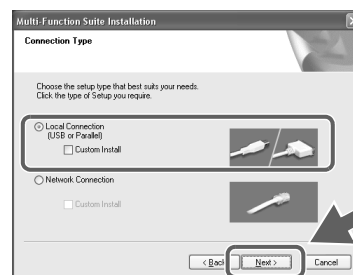 Multi-Function Suite Installation
Connection Type
Choose the setup type that best suits your needs.
Click the type of Setup you require.
Local Connection
(USB or Parallel)
Custom Install
Network Connection
Custom Install
< Back
Next >
Cancel